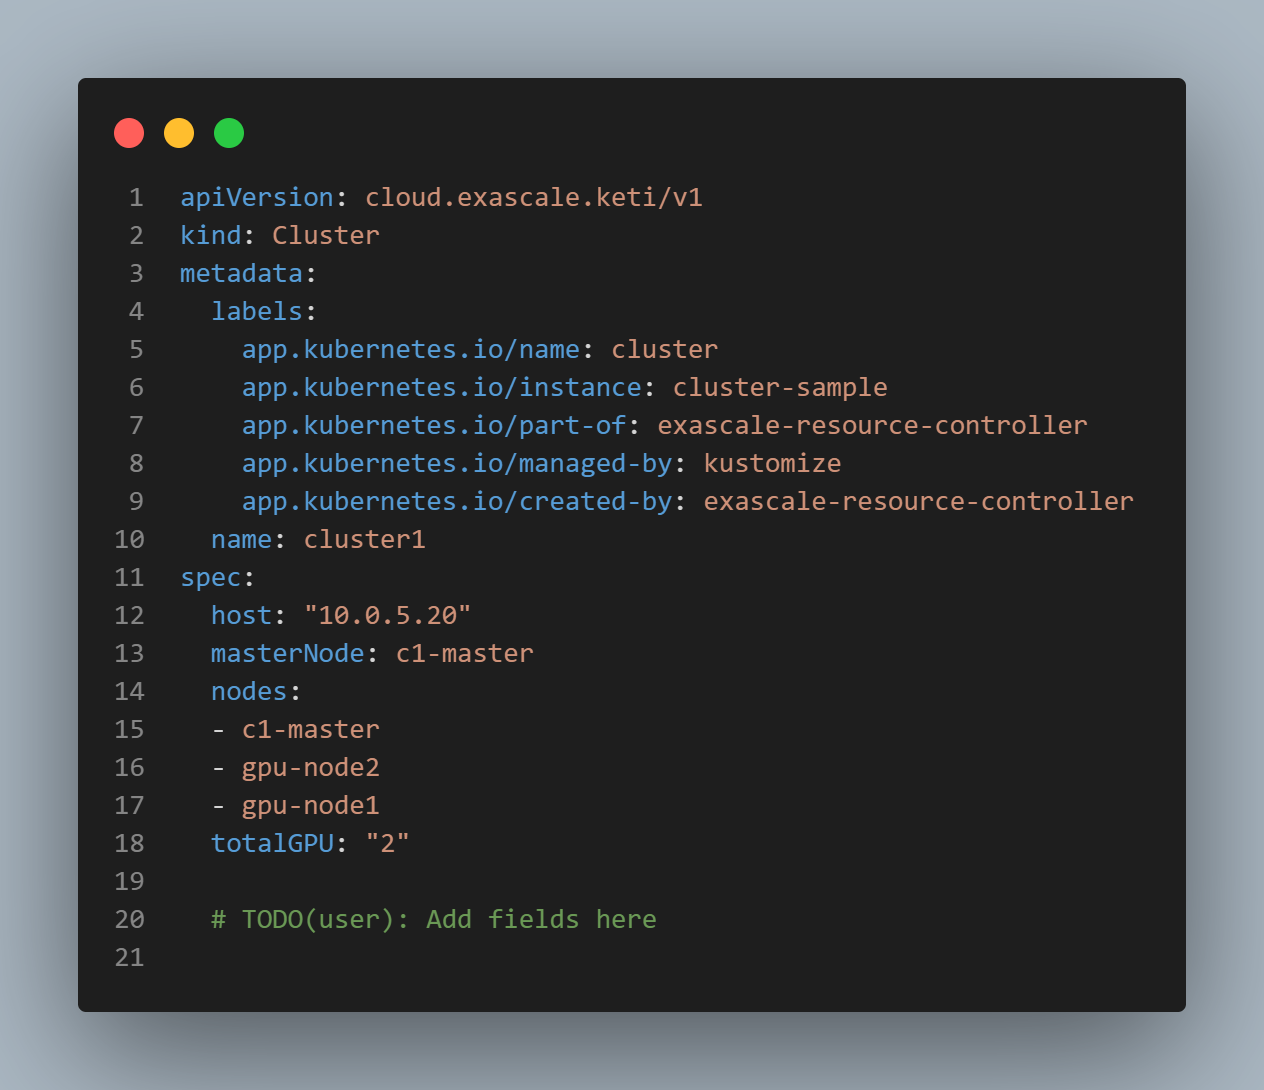 1 apiVersion: cloud.exascale.keti/v1
2 kind: Cluster
3 metadata:
4   labels:
5     app.kubernetes.io/name: cluster
6     app.kubernetes.io/instance: cluster-sample
7     app.kubernetes.io/part-of: exascale-resource-controller
8     app.kubernetes.io/managed-by: kustomize
9     app.kubernetes.io/created-by: exascale-resource-controller
10   name: cluster1
11 spec:
12   host: "10.0.5.20"
13   masterNode: c1-master
14   nodes:
15   - c1-master
16   - gpu-node2
17   - gpu-node1
18   totalGPU: "2"
19
20   # TODO(user): Add fields here
21